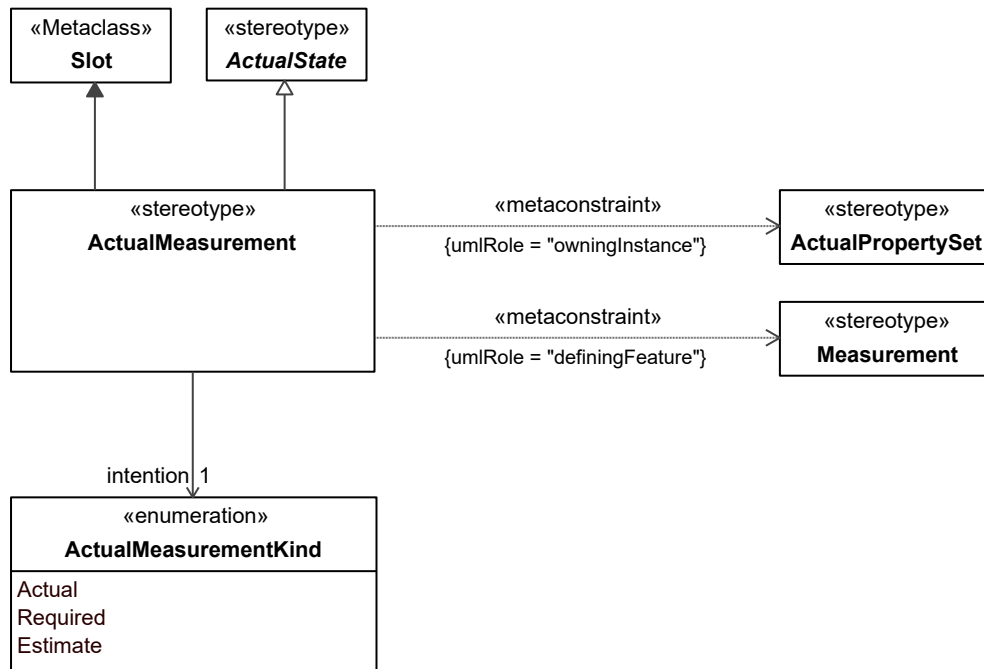 «Metaclass»
Slot
«stereotype»
ActualState
«stereotype»
ActualMeasurement
«metaconstraint»
{umlRole = "owningInstance"}
«stereotype»
ActualPropertySet
«metaconstraint»
{umlRole = "definingFeature"}
«stereotype»
Measurement
intention 1
«enumeration»
ActualMeasurementKind
Actual
Required
Estimate